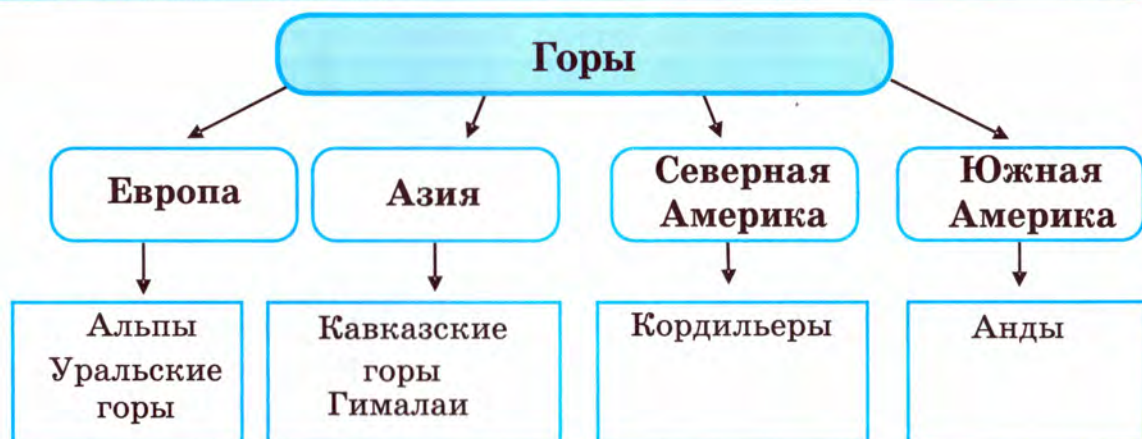 Горы
Европа
Азия
Северная
Америка
Южная
Америка
Альпы
Уральские
горы
Кавказские
горы
Гималаи
Кордильеры
Анды